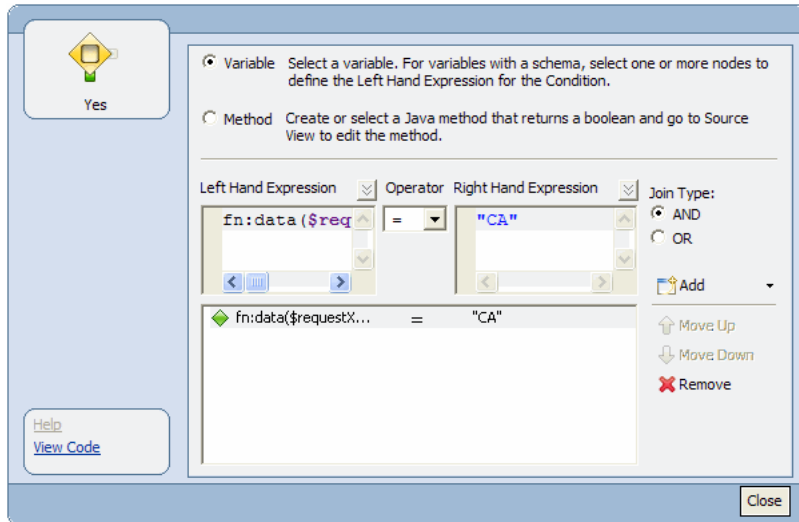 Yes
Variable Select a variable. For variables with a schema, select one or more nodes to
define the Left Hand Expression for the Condition.
Method Create or select a Java method that returns a boolean and go to Source
View to edit the method.
Left Hand Expression Operator Right Hand Expression Join Type:
fn:data($req = "CA"
AND
OR
Add
fn:data($requestX... = "CA"
Move Up
Move Down
Remove
Help
View Code
Close